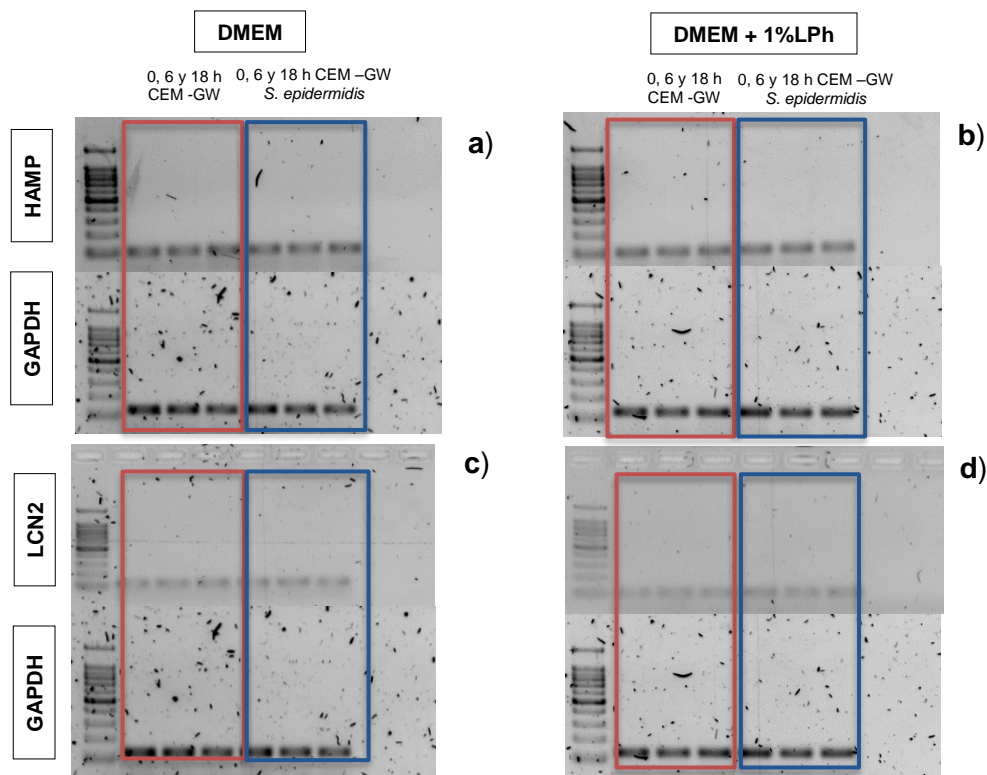 DMEM
DMEM + 1%LPh
0, 6 y 18 h
CEM -GW
0, 6 y 18 h CEM –GW
S. epidermidis
0, 6 y 18 h
CEM -GW
0, 6 y 18 h CEM –GW
S. epidermidis
HAMP
a)
b)
GAPDH
LCN2
c)
d)
GAPDH